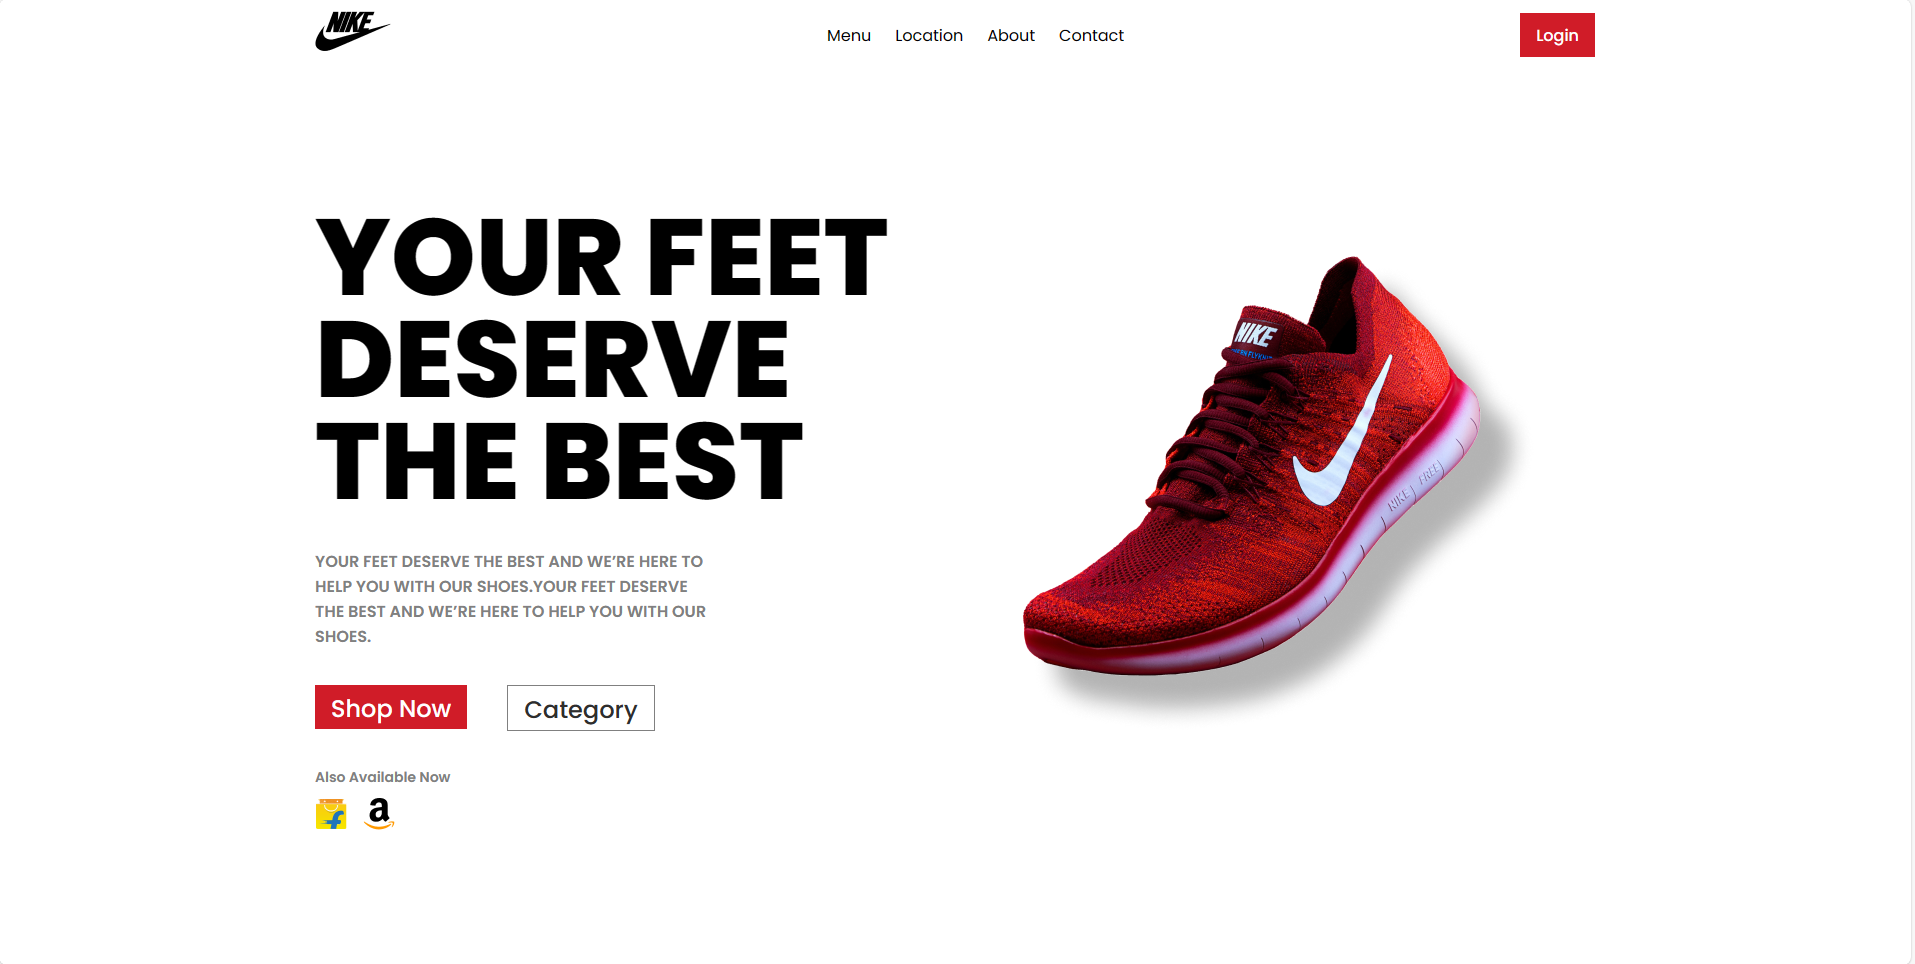 NIKE
Menu Location About Contact
Login
YOUR FEET
DESERVE
THE BEST
YOUR FEET DESERVE THE BEST AND WE’RE HERE TO
HELP YOU WITH OUR SHOES.YOUR FEET DESERVE
THE BEST AND WE’RE HERE TO HELP YOU WITH OUR
SHOES.
Shop Now
Category
Also Available Now
f
a
NIKE
NIKE FREE